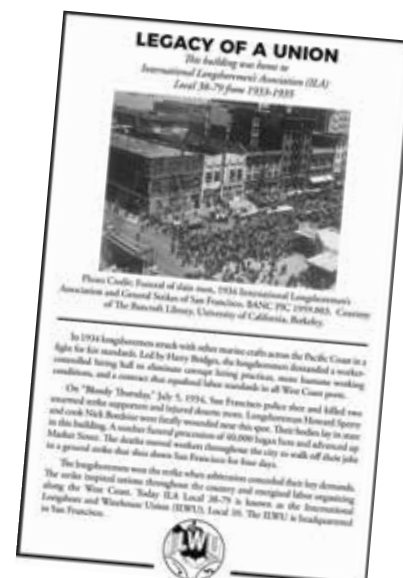 LEGACY OF A UNION
This building was home to
International Longshoremen's Association (ILA)
Local 38-79 from 1933-1935
Photo Credit: Funeral of slain men, 1934 International Longshoremen's
Association and General Strikes of San Francisco, BANC PIC 1959.003. Courtesy
of The Bancroft Library, University of California, Berkeley.
In 1934 longshoremen struck with other marine crafts across the Pacific Coast in a
fight for fair standards. Led by Harry Bridges, the longshoremen demanded a worker-
controlled hiring hall to eliminate corrupt hiring practices, more humane working
conditions, and a contract that equalized labor standards in all West Coast ports.
On "Bloody Thursday," July 5, 1934, San Francisco police shot and killed two
unarmed strike supporters and injured dozens more. Longshoreman Howard Sperry
and cook Nick Bordoise were fatally wounded near this spot. Their bodies lay in state
in this building. A somber funeral procession of 40,000 began here and advanced up
Market Street. The deaths moved workers throughout the city to walk off their jobs
in a general strike that shut down San Francisco for four days.
The longshoremen won the strike when arbitration conceded their key demands.
The strike inspired unions throughout the country and energized labor organizing
along the West Coast. Today ILA Local 38-79 is known as the International
Longshore and Warehouse Union (ILWU), Local 10. The ILWU is headquartered
in San Francisco.
ILWU